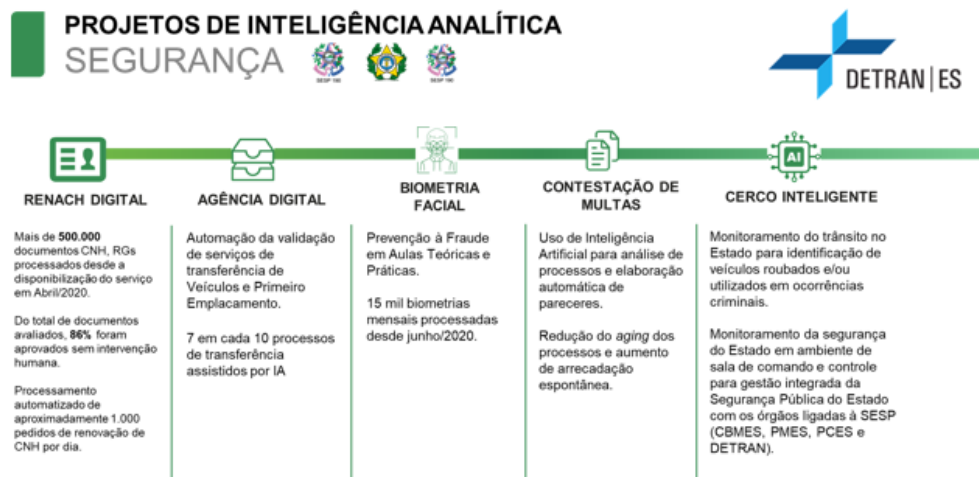 PROJETOS DE INTELIGÊNCIA ANALÍTICA
SEGURANÇA
SESP 190
SESP 190
DETRAN|ES
RENACH DIGITAL
Mais de 500.000
documentos CNH, RGs
processados desde a
disponibilização do serviço
em Abril/2020.
Do total de documentos
avaliados, 86% foram
aprovados sem intervenção
humana.
Processamento
automatizado de
aproximadamente 1.000
pedidos de renovação de
CNH por dia.
AGÊNCIA DIGITAL
Automação da validação
de serviços de
transferência de
Veículos e Primeiro
Emplacamento.
7 em cada 10 processos
de transferência
assistidos por IA
BIOMETRIA
FACIAL
Prevenção à Fraude
em Aulas Teóricas e
Práticas.
15 mil biometrias
mensais processadas
desde junho/2020.
CONTESTAÇÃO DE
MULTAS
Uso de Inteligência
Artificial para análise de
processos e elaboração
automática de
pareceres.
Redução do aging dos
processos e aumento
de arrecadação
espontânea.
AI
CERCO INTELIGENTE
Monitoramento do trânsito no
Estado para identificação de
veículos roubados e/ou
utilizados em ocorrências
criminais.
Monitoramento da segurança
do Estado em ambiente de
sala de comando e controle
para gestão integrada da
Segurança Pública do Estado
com os órgãos ligadas à SESP
(CBMES, PMES, PCES e
DETRAN).